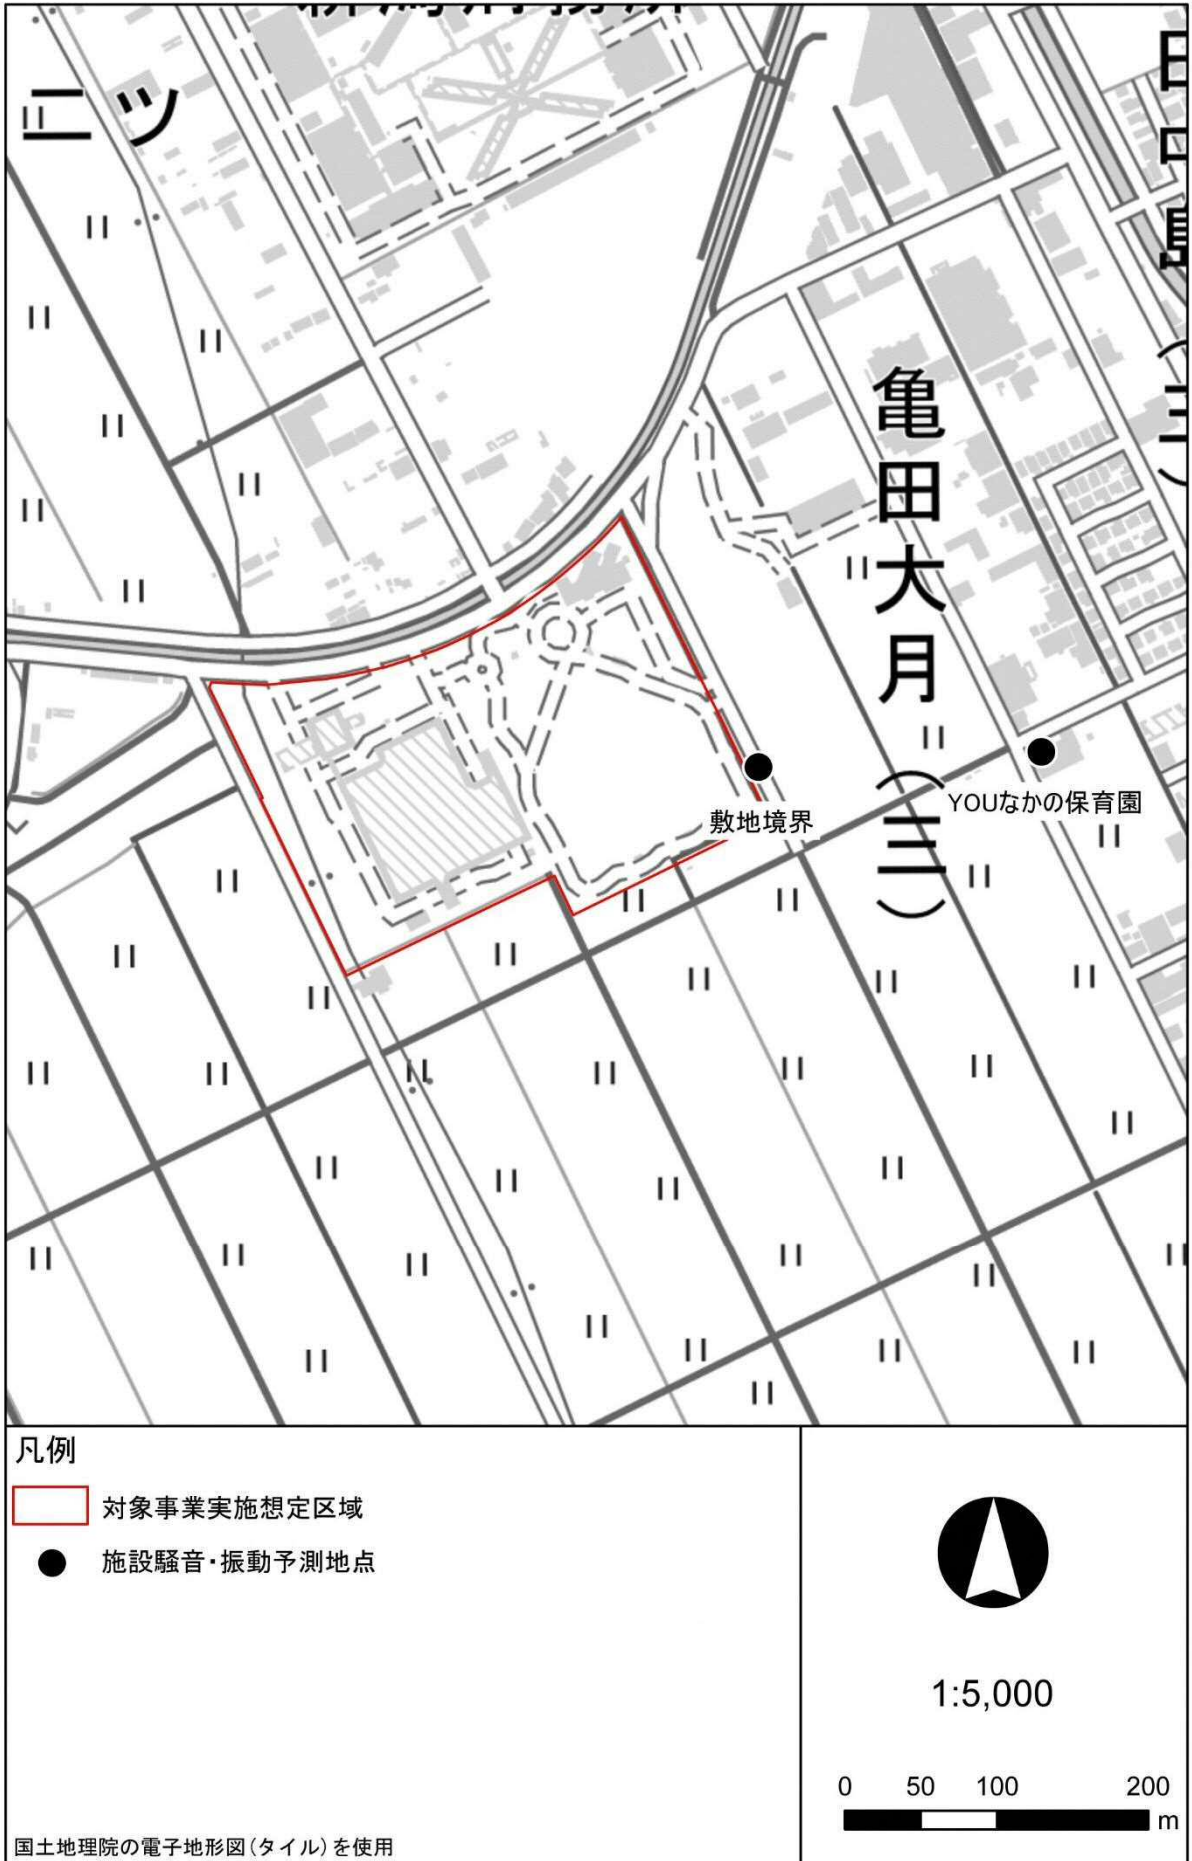 二ツ
亀田大月(三)
敷地境界
YOUなかの保育園
凡例
対象事業実施想定区域
施設騒音・振動予測地点
1:5,000
0 50 100 200
m
国土地理院の電子地形図(タイル)を使用